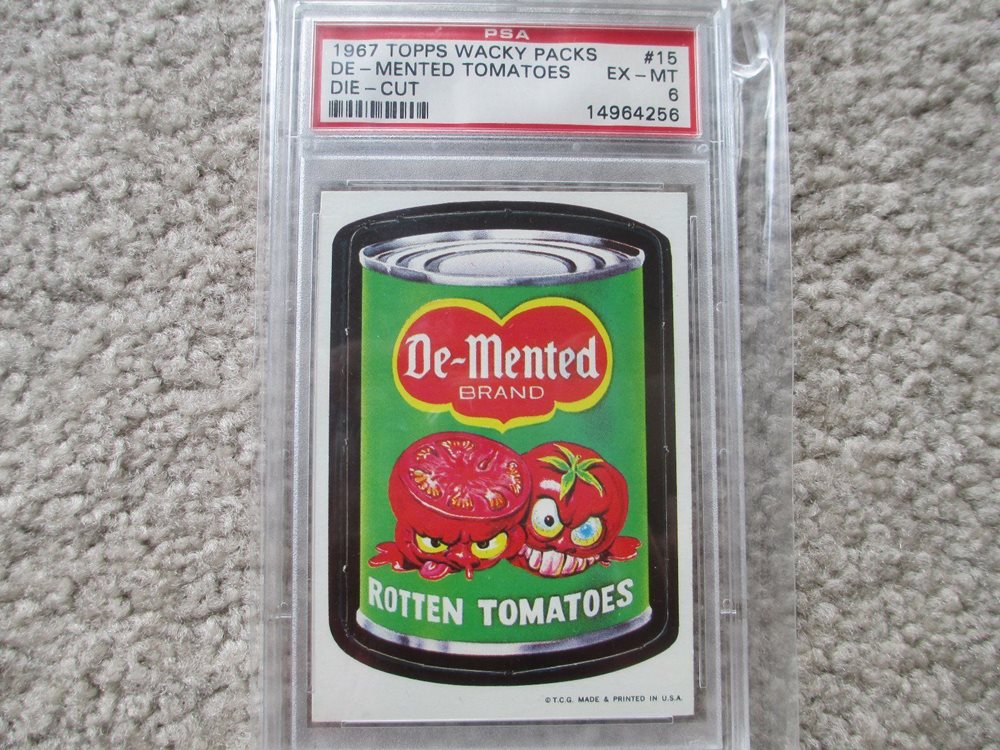 PSA
1967 TOPPS WACKY PACKS #15
DE-MENTED TOMATOES EX-MT
DIE-CUT 6
14964256
De-Mented
BRAND
ROTTEN TOMATOES
©T.C.G. MADE & PRINTED IN U.S.A.